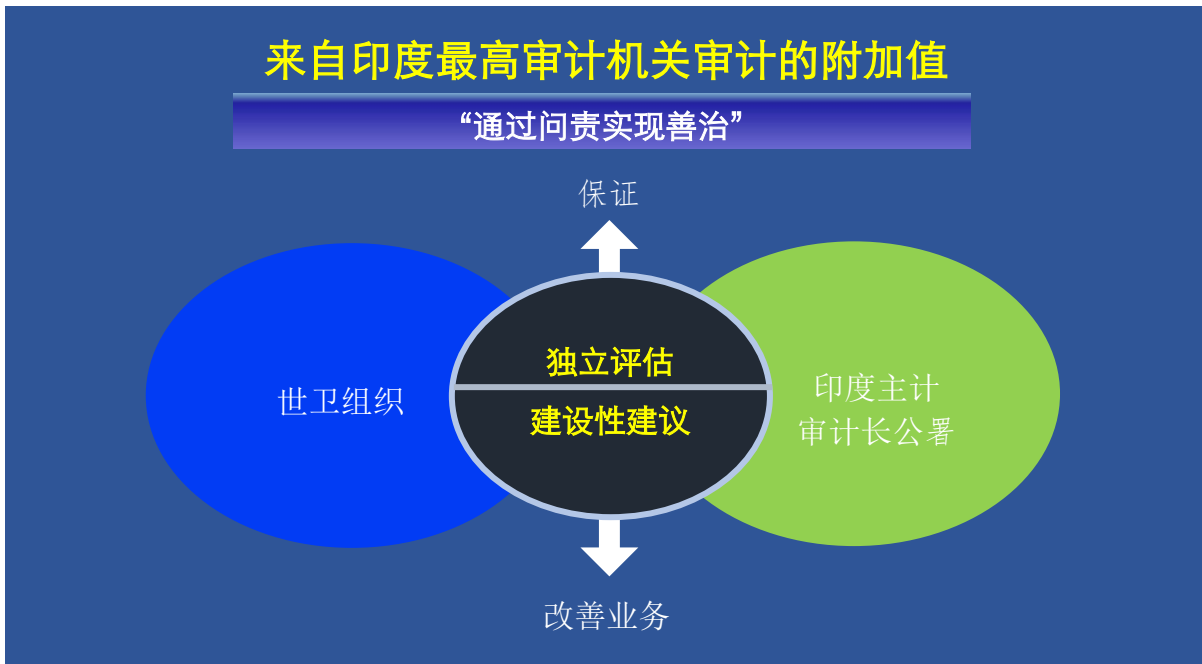 来自印度最高审计机关审计的附加值
“通过问责实现善治”
保证
独立评估
建设性建议
世卫组织
印度主计
审计长公署
改善业务